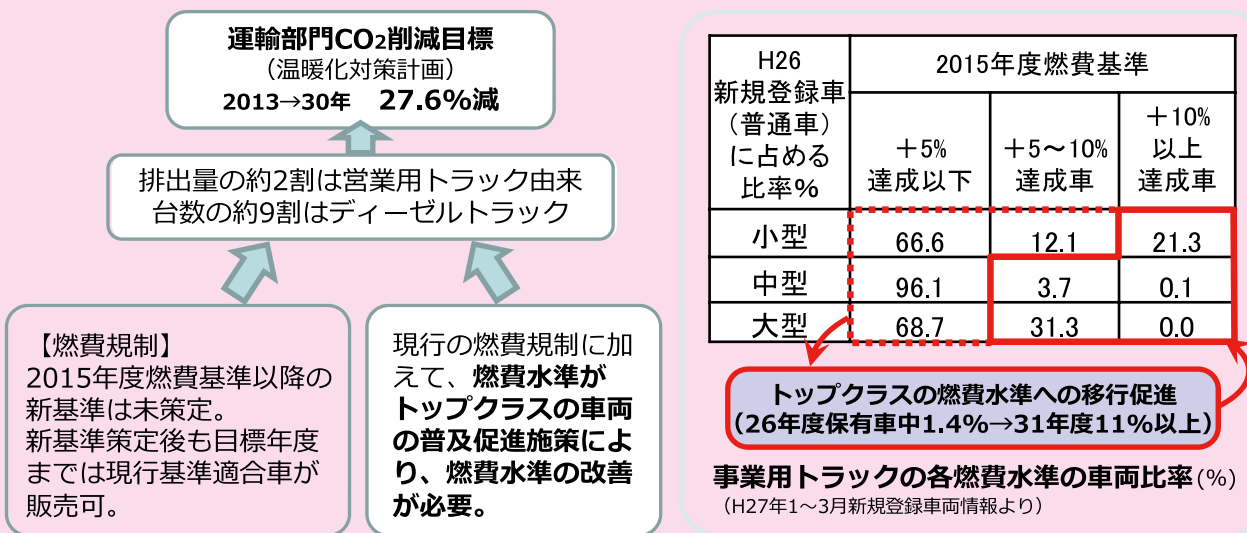 運輸部門CO2削減目標
（温暖化対策計画）
2013→30年　27.6%減
排出量の約2割は営業用トラック由来
台数の約9割はディーゼルトラック
【燃費規制】
2015年度燃費基準以降の
新基準は未策定。
新基準策定後も目標年度
までは現行基準適合車が
販売可。
現行の燃費規制に加
えて、燃費水準が
トップクラスの車両
の普及促進施策によ
り、燃費水準の改善
が必要。
H26
新規登録車
（普通車）
に占める
比率%
2015年度燃費基準
＋5%
達成以下
＋5～10%
達成車
＋10%
以上
達成車
小型 66.6 12.1 21.3
中型 96.1 3.7 0.1
大型 68.7 31.3 0.0
トップクラスの燃費水準への移行促進
(26年度保有車中1.4%→31年度11%以上)
事業用トラックの各燃費水準の車両比率(%)
（H27年1～3月新規登録車両情報より）